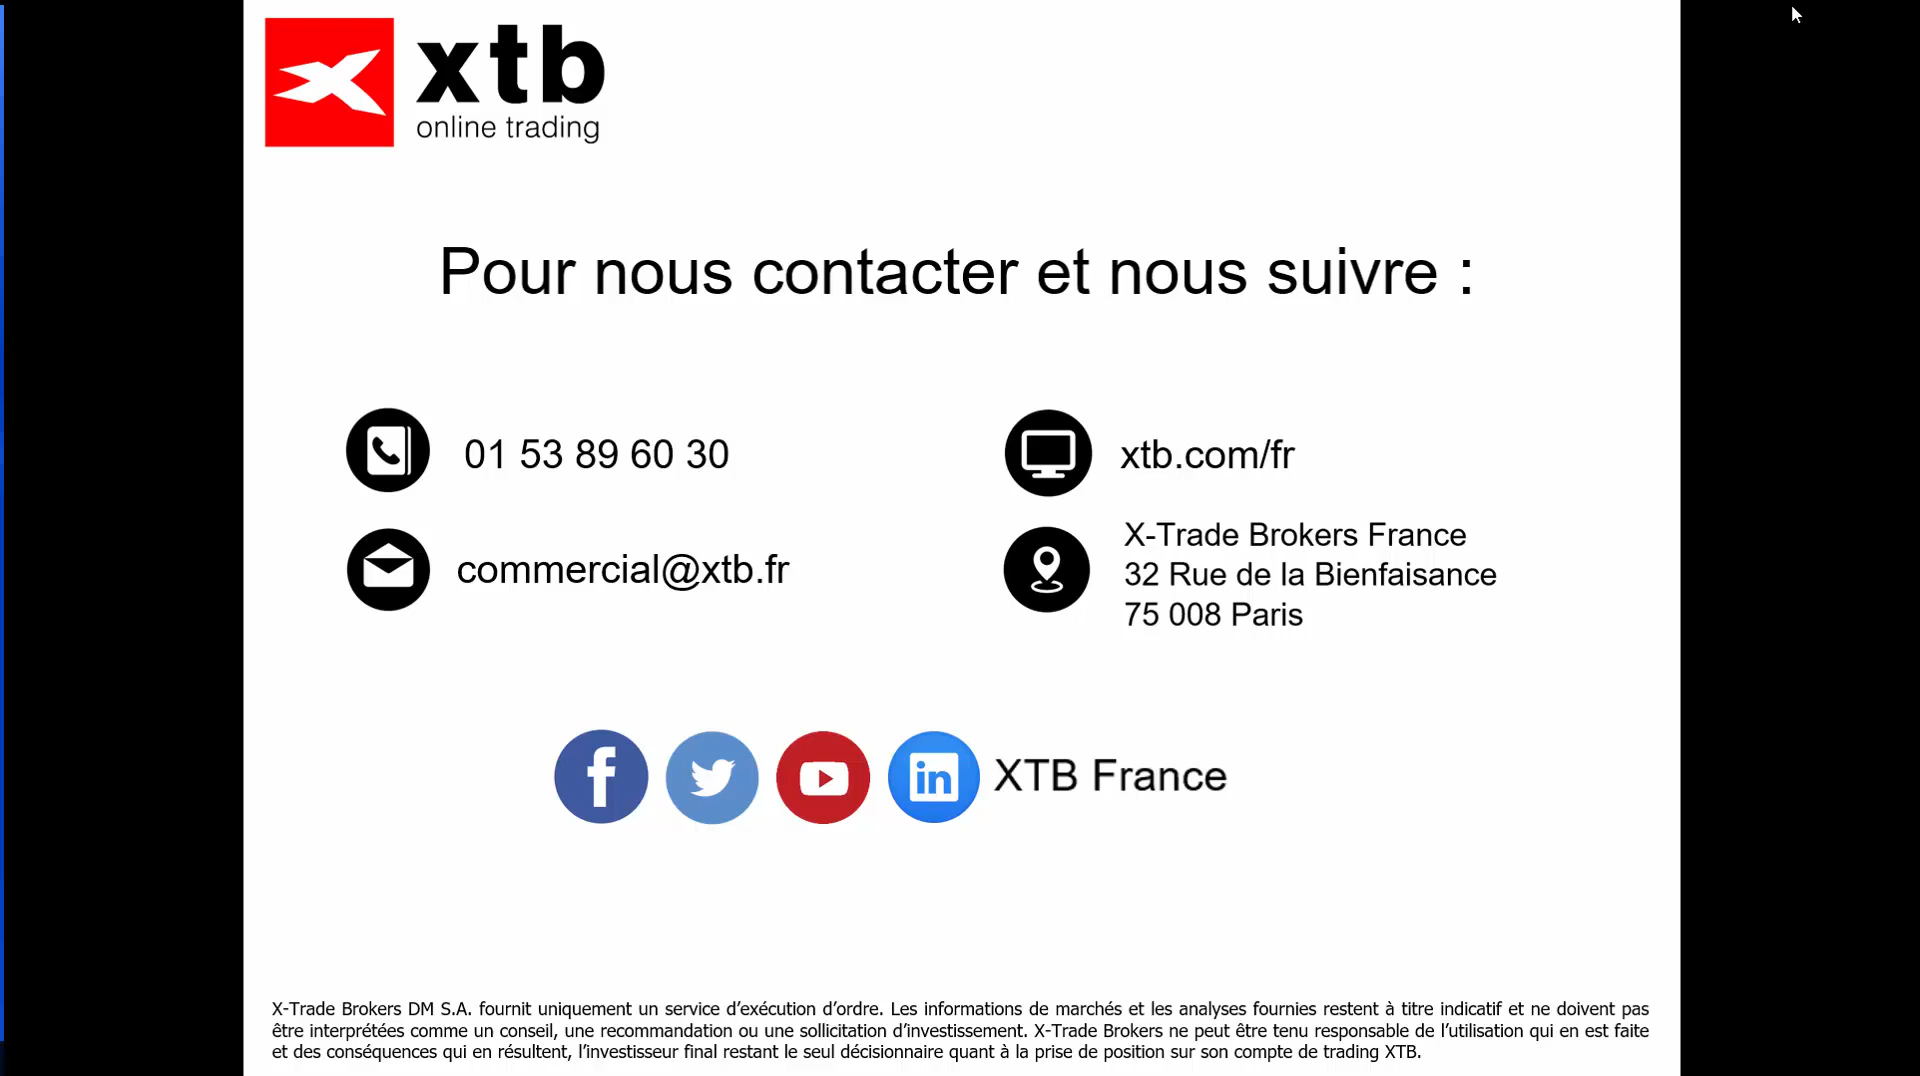 xtb
online trading
Pour nous contacter et nous suivre :
01 53 89 60 30
xtb.com/fr
commercial@xtb.fr
X-Trade Brokers France
32 Rue de la Bienfaisance
75 008 Paris
f
in
XTB France
X-Trade Brokers DM S.A. fournit uniquement un service d’exécution d’ordre. Les informations de marchés et les analyses fournies restent à titre indicatif et ne doivent pas
être interprétées comme un conseil, une recommandation ou une sollicitation d’investissement. X-Trade Brokers ne peut être tenu responsable de l’utilisation qui en est faite
et des conséquences qui en résultent, l’investisseur final restant le seul décisionnaire quant à la prise de position sur son compte de trading XTB.